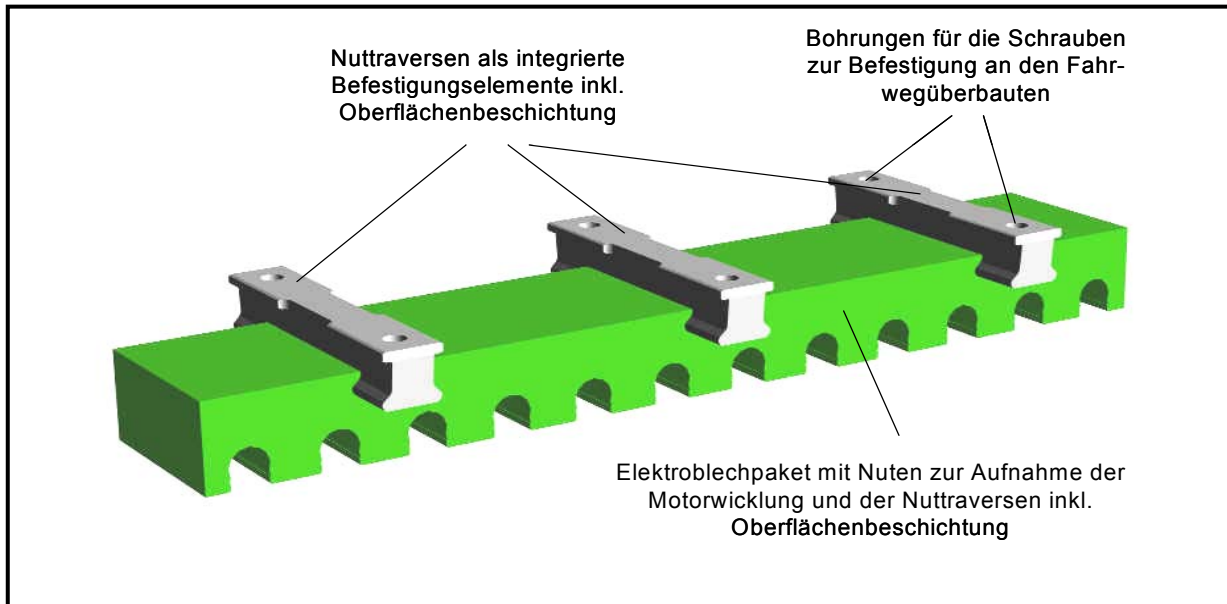 Nuttraversen als integrierte
Befestigungselemente inkl.
Oberflächenbeschichtung
Bohrungen für die Schrauben
zur Befestigung an den Fahr-
wegüberbauten
Elektroblechpaket mit Nuten zur Aufnahme der
Motorwicklung und der Nuttraversen inkl.
Oberflächenbeschichtung